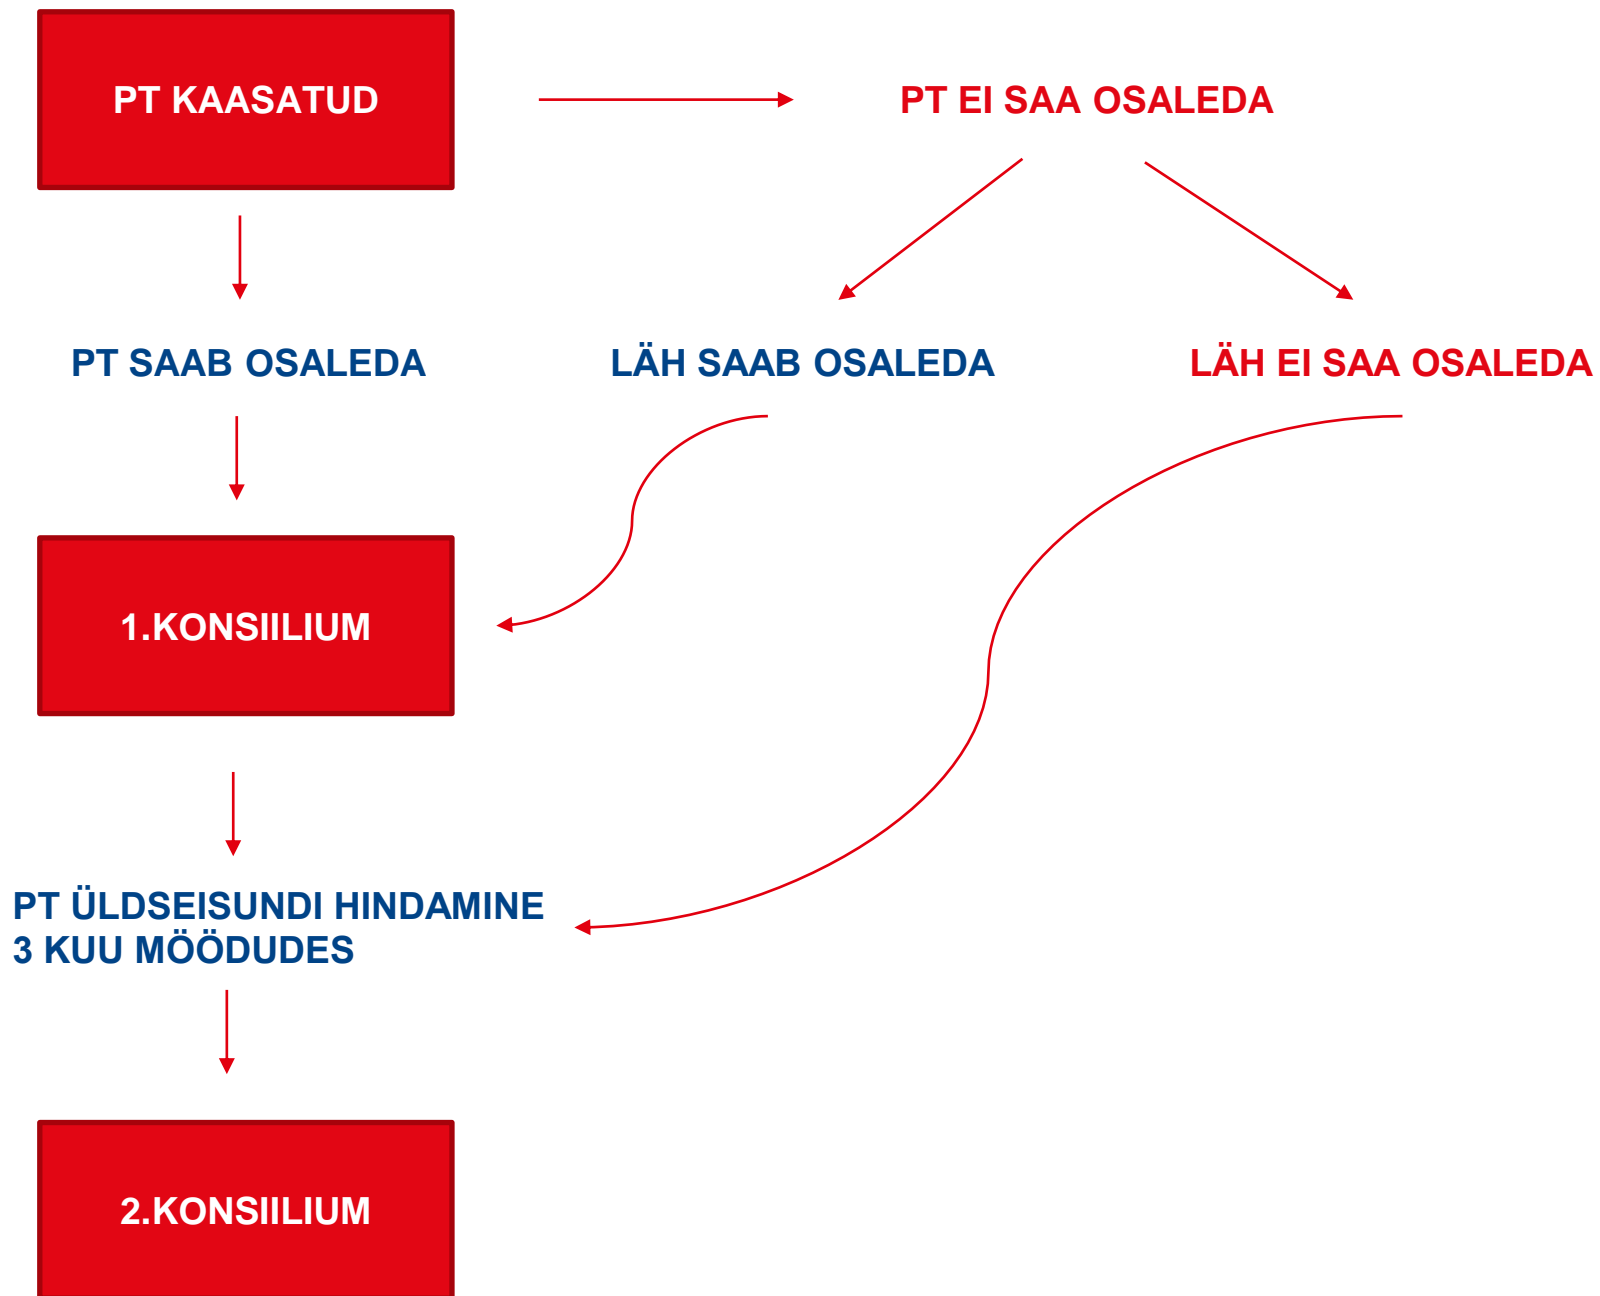 PT KAASATUD
PT EI SAA OSALEDA
PT SAAB OSALEDA
LÄH SAAB OSALEDA
LÄH EI SAA OSALEDA
1.KONSIILIUM
PT ÜLDSEISUNDI HINDAMINE
3 KUU MÖÖDUDES
2.KONSIILIUM